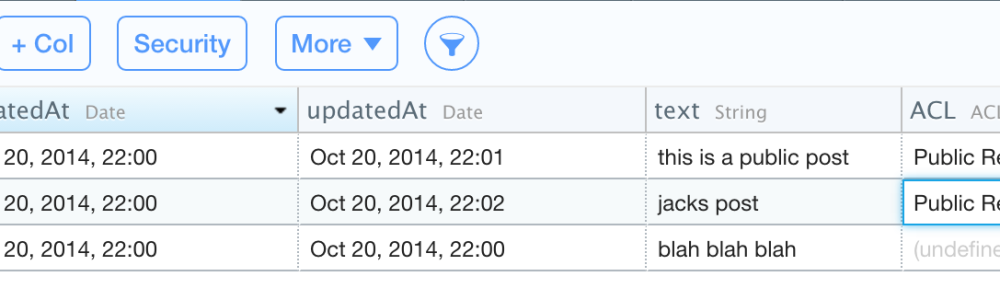 + Col Security More
atedAt Date updatedAt Date text String ACL ACL
20, 2014, 22:00 Oct 20, 2014, 22:01 this is a public post Public Re
20, 2014, 22:00 Oct 20, 2014, 22:02 jacks post Public Re
20, 2014, 22:00 Oct 20, 2014, 22:00 blah blah blah (undefine